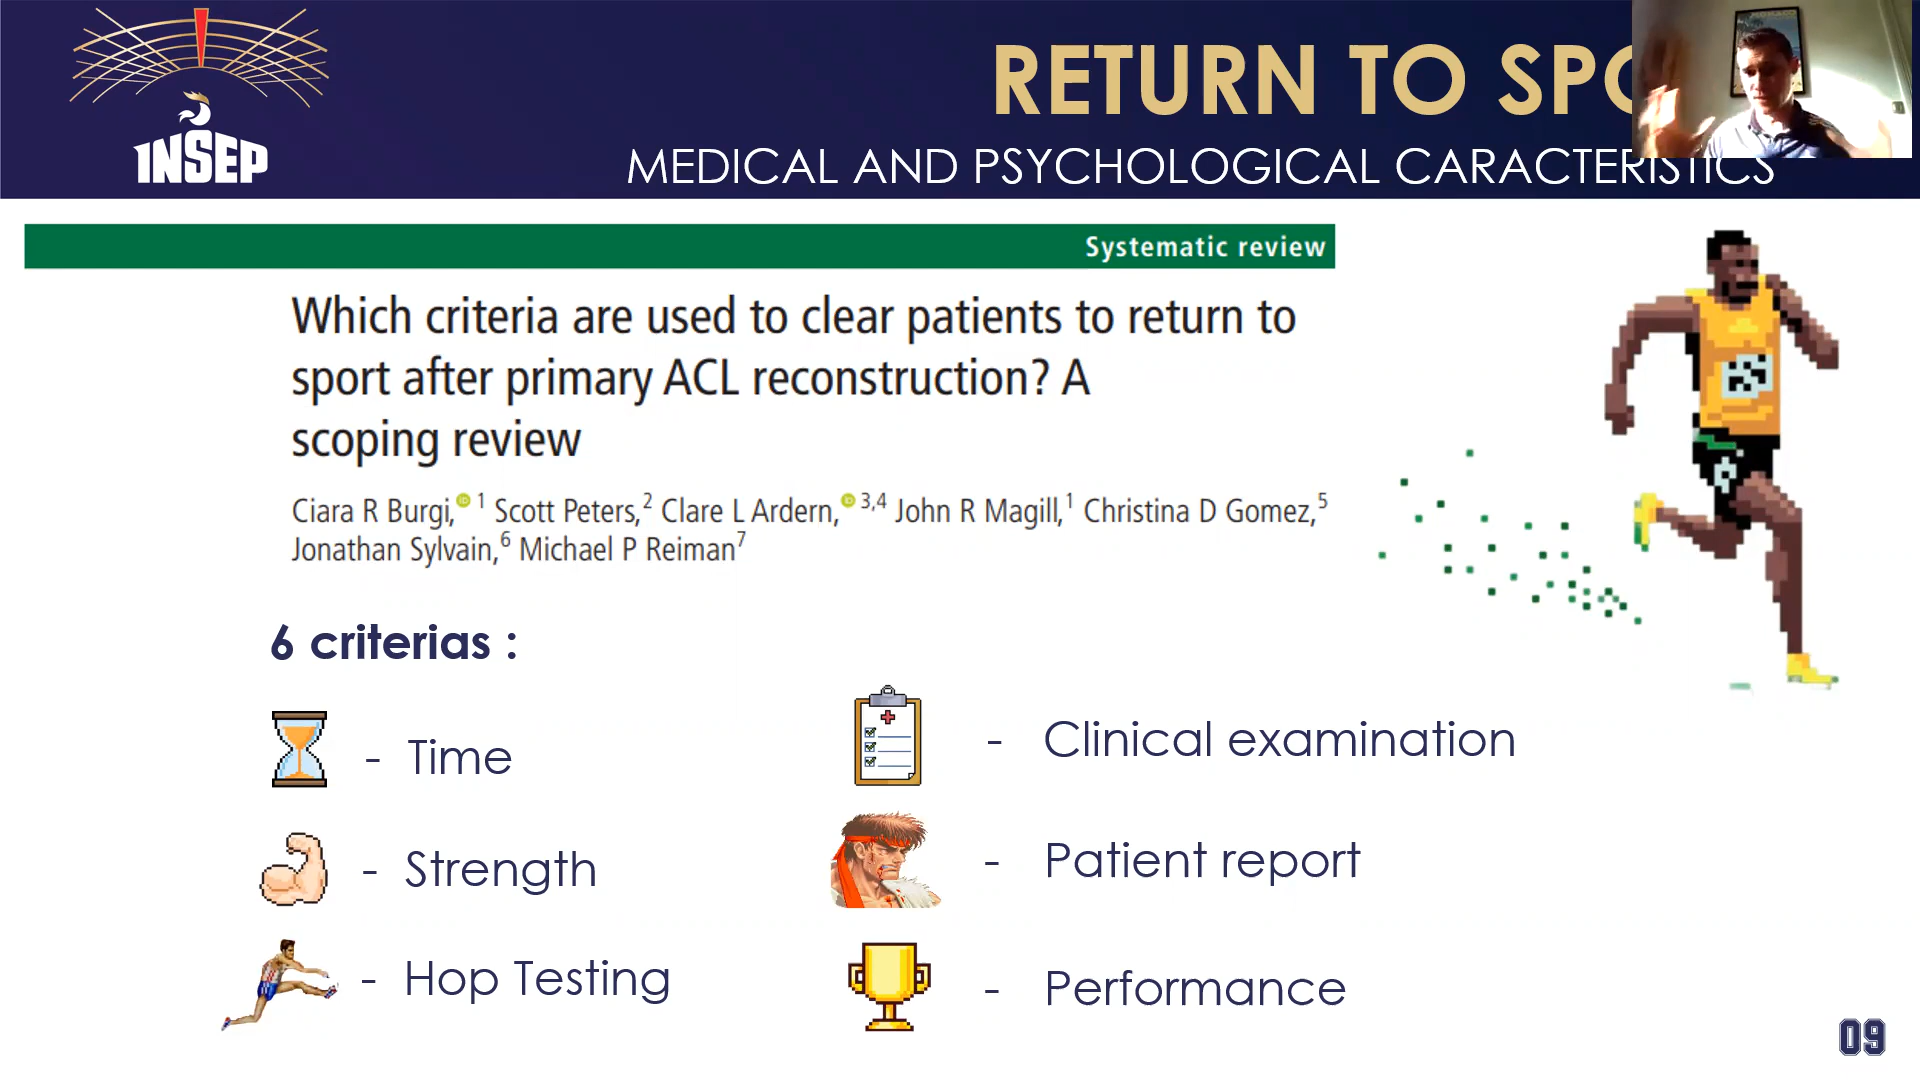 INSEP
RETURN TO SPO
MEDICAL AND PSYCHOLOGICAL CARACTERISTICS
Systematic review
Which criteria are used to clear patients to return to
sport after primary ACL reconstruction? A
scoping review
Ciara R Burgi, 1 Scott Peters,2 Clare L Ardern, 3,4 John R Magill,1 Christina D Gomez,5
Jonathan Sylvain,6 Michael P Reiman7
6 criterias :
- Time
- Strength
- Hop Testing
- Clinical examination
- Patient report
- Performance
09